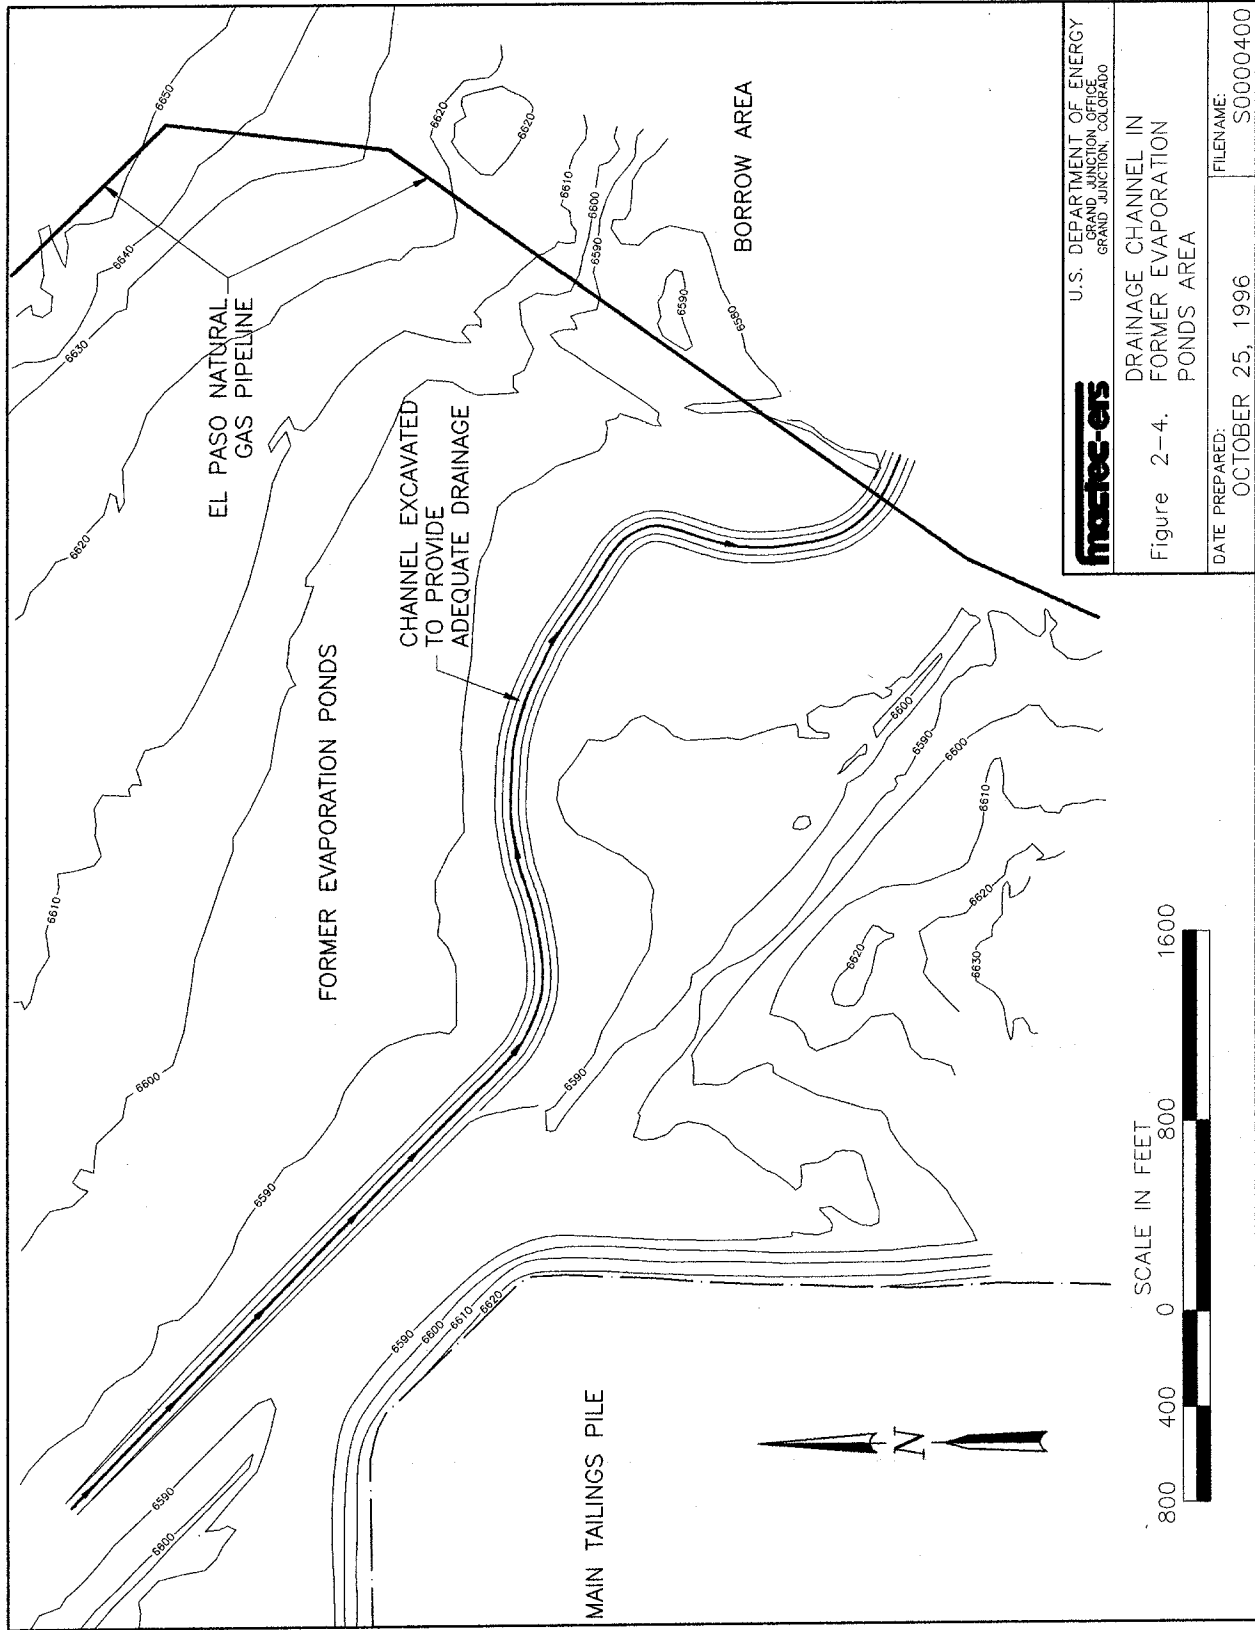 6650
6640
6630
6620
6610
6600
6590
EL PASO NATURAL
GAS PIPELINE
6620
6620
6610
6600
6590
6590
6580
BORROW AREA
FORMER EVAPORATION PONDS
CHANNEL EXCAVATED
TO PROVIDE
ADEQUATE DRAINAGE
6590
6600
6590
6600
6610
6620
6590
6600
6590
6600
6610
6620
6620
6630
MAIN TAILINGS PILE
N
SCALE IN FEET
800 400 0 800 1600
mactec-ers
U.S. DEPARTMENT OF ENERGY
GRAND JUNCTION OFFICE
GRAND JUNCTION, COLORADO
Figure 2-4. DRAINAGE CHANNEL IN
FORMER EVAPORATION
PONDS AREA
DATE PREPARED:
OCTOBER 25, 1996
FILENAME:
S0000400